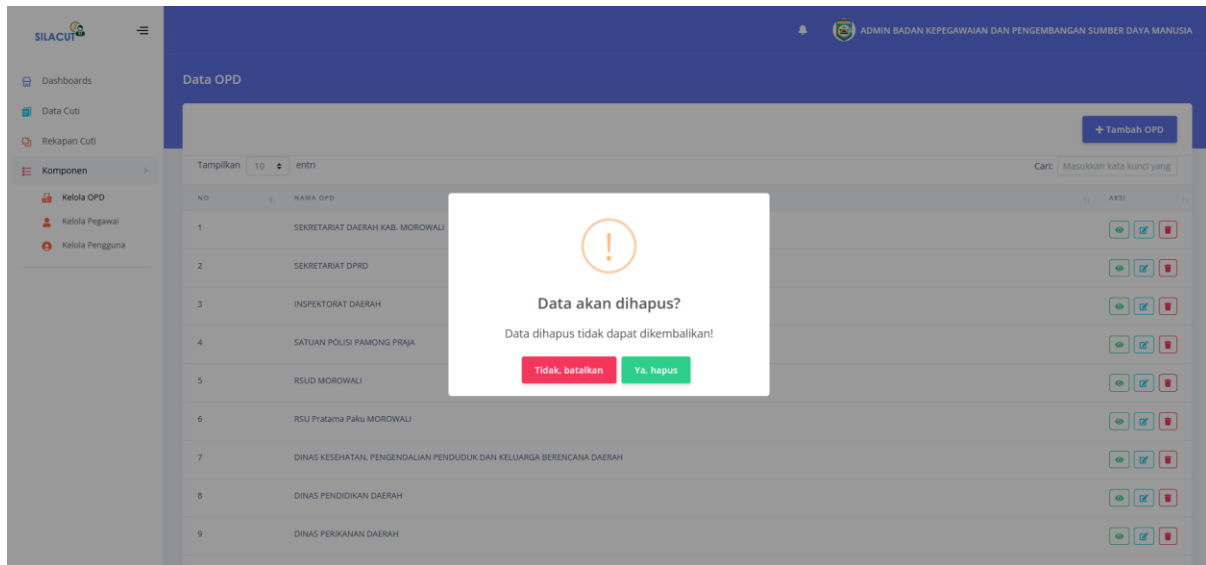 SILACUT
ADMIN BADAN KEPEGAWAIAN DAN PENGEMBANGAN SUMBER DAYA MANUSIA
Dashboards
Data Cuti
Rekapan Cuti
Komponen
Kelola OPD
Kelola Pegawai
Kelola Pengguna
Data OPD
+ Tambah OPD
Tampilkan 10 entri
Cari: Masukkan kata kunci yang
NO NAMA OPD AKSI
1 SEKRETARIAT DAERAH KAB. MOROWALI
2 SEKRETARIAT DPRD
3 INSPEKTORAT DAERAH
4 SATUAN POLISI PAMONG PRAJA
5 RSUD MOROWALI
6 RSU Pratama Paku MOROWALI
7 DINAS KESEHATAN, PENGENDALIAN PENDUDUK DAN KELUARGA BERENCANA DAERAH
8 DINAS PENDIDIKAN DAERAH
9 DINAS PERIKANAN DAERAH
!
Data akan dihapus?
Data dihapus tidak dapat dikembalikan!
Tidak, batalkan Ya, hapus